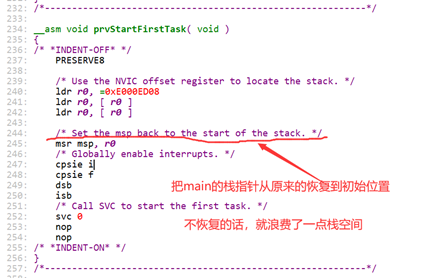 232: /*-----------------------------------------------------------*/
233:
234: __asm void prvStartFirstTask( void )
235: {
236: /* *INDENT-OFF* */
237: PRESERVE8
238:
239: /* Use the NVIC offset register to locate the stack. */
240: ldr r0, =0xE000ED08
241: ldr r0, [ r0 ]
242: ldr r0, [ r0 ]
243:
244: /* Set the msp back to the start of the stack. */
245: msr msp, r0
246: /* Globally enable interrupts. */
247: cpsie i
248: cpsie f
249: dsb
250: isb
251: /* Call SVC to start the first task. */
252: svc 0
253: nop
254: nop
255: /* *INDENT-ON* */
256: }
257: /*-----------------------------------------------------------*/
把main的栈指针从原来的恢复到初始位置
不恢复的话，就浪费了一点栈空间